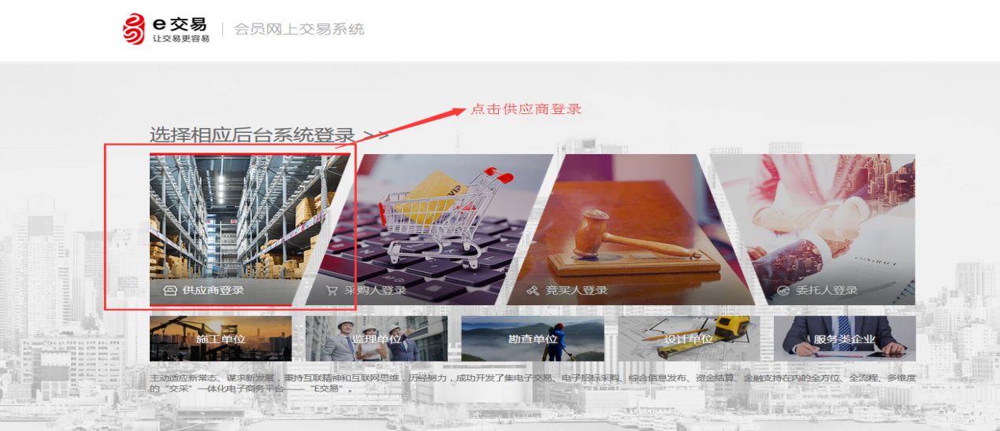 e交易
让交易更容易
会员网上交易系统
点击供应商登录
选择相应后台系统登录 >>
VIP
CONTRACT
供应商登录
采购人登录
竞买人登录
委托人登录
施工单位
监理单位
勘查单位
设计单位
服务类企业
主动适应新常态、谋求新发展，秉持互联精神和互联网思维，历经努力，成功开发了集电子交易、电子招标采购、综合信息发布、资金结算、金融支持在内的全方位、全流程、多维度
的“交采”一体化电子商务平台——“E交易”。